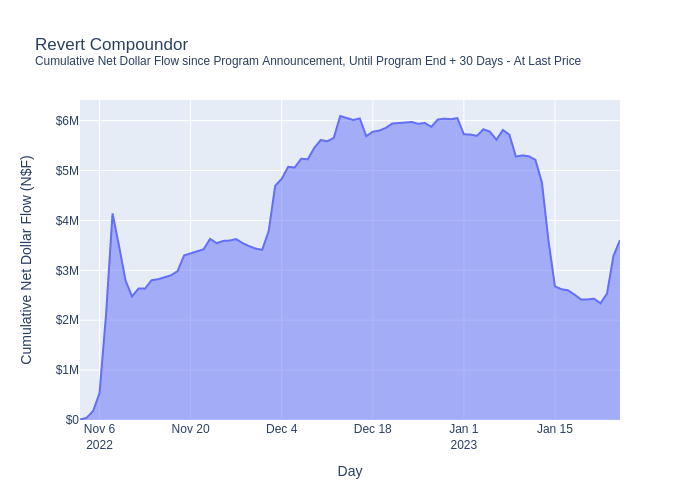 Revert Compoundor
Cumulative Net Dollar Flow since Program Announcement, Until Program End + 30 Days - At Last Price
Cumulative Net Dollar Flow (N$F)
$6M
$5M
$4M
$3M
$2M
$1M
$0
Nov 6
2022
Nov 20
Dec 4
Dec 18
Jan 1
2023
Jan 15
Day